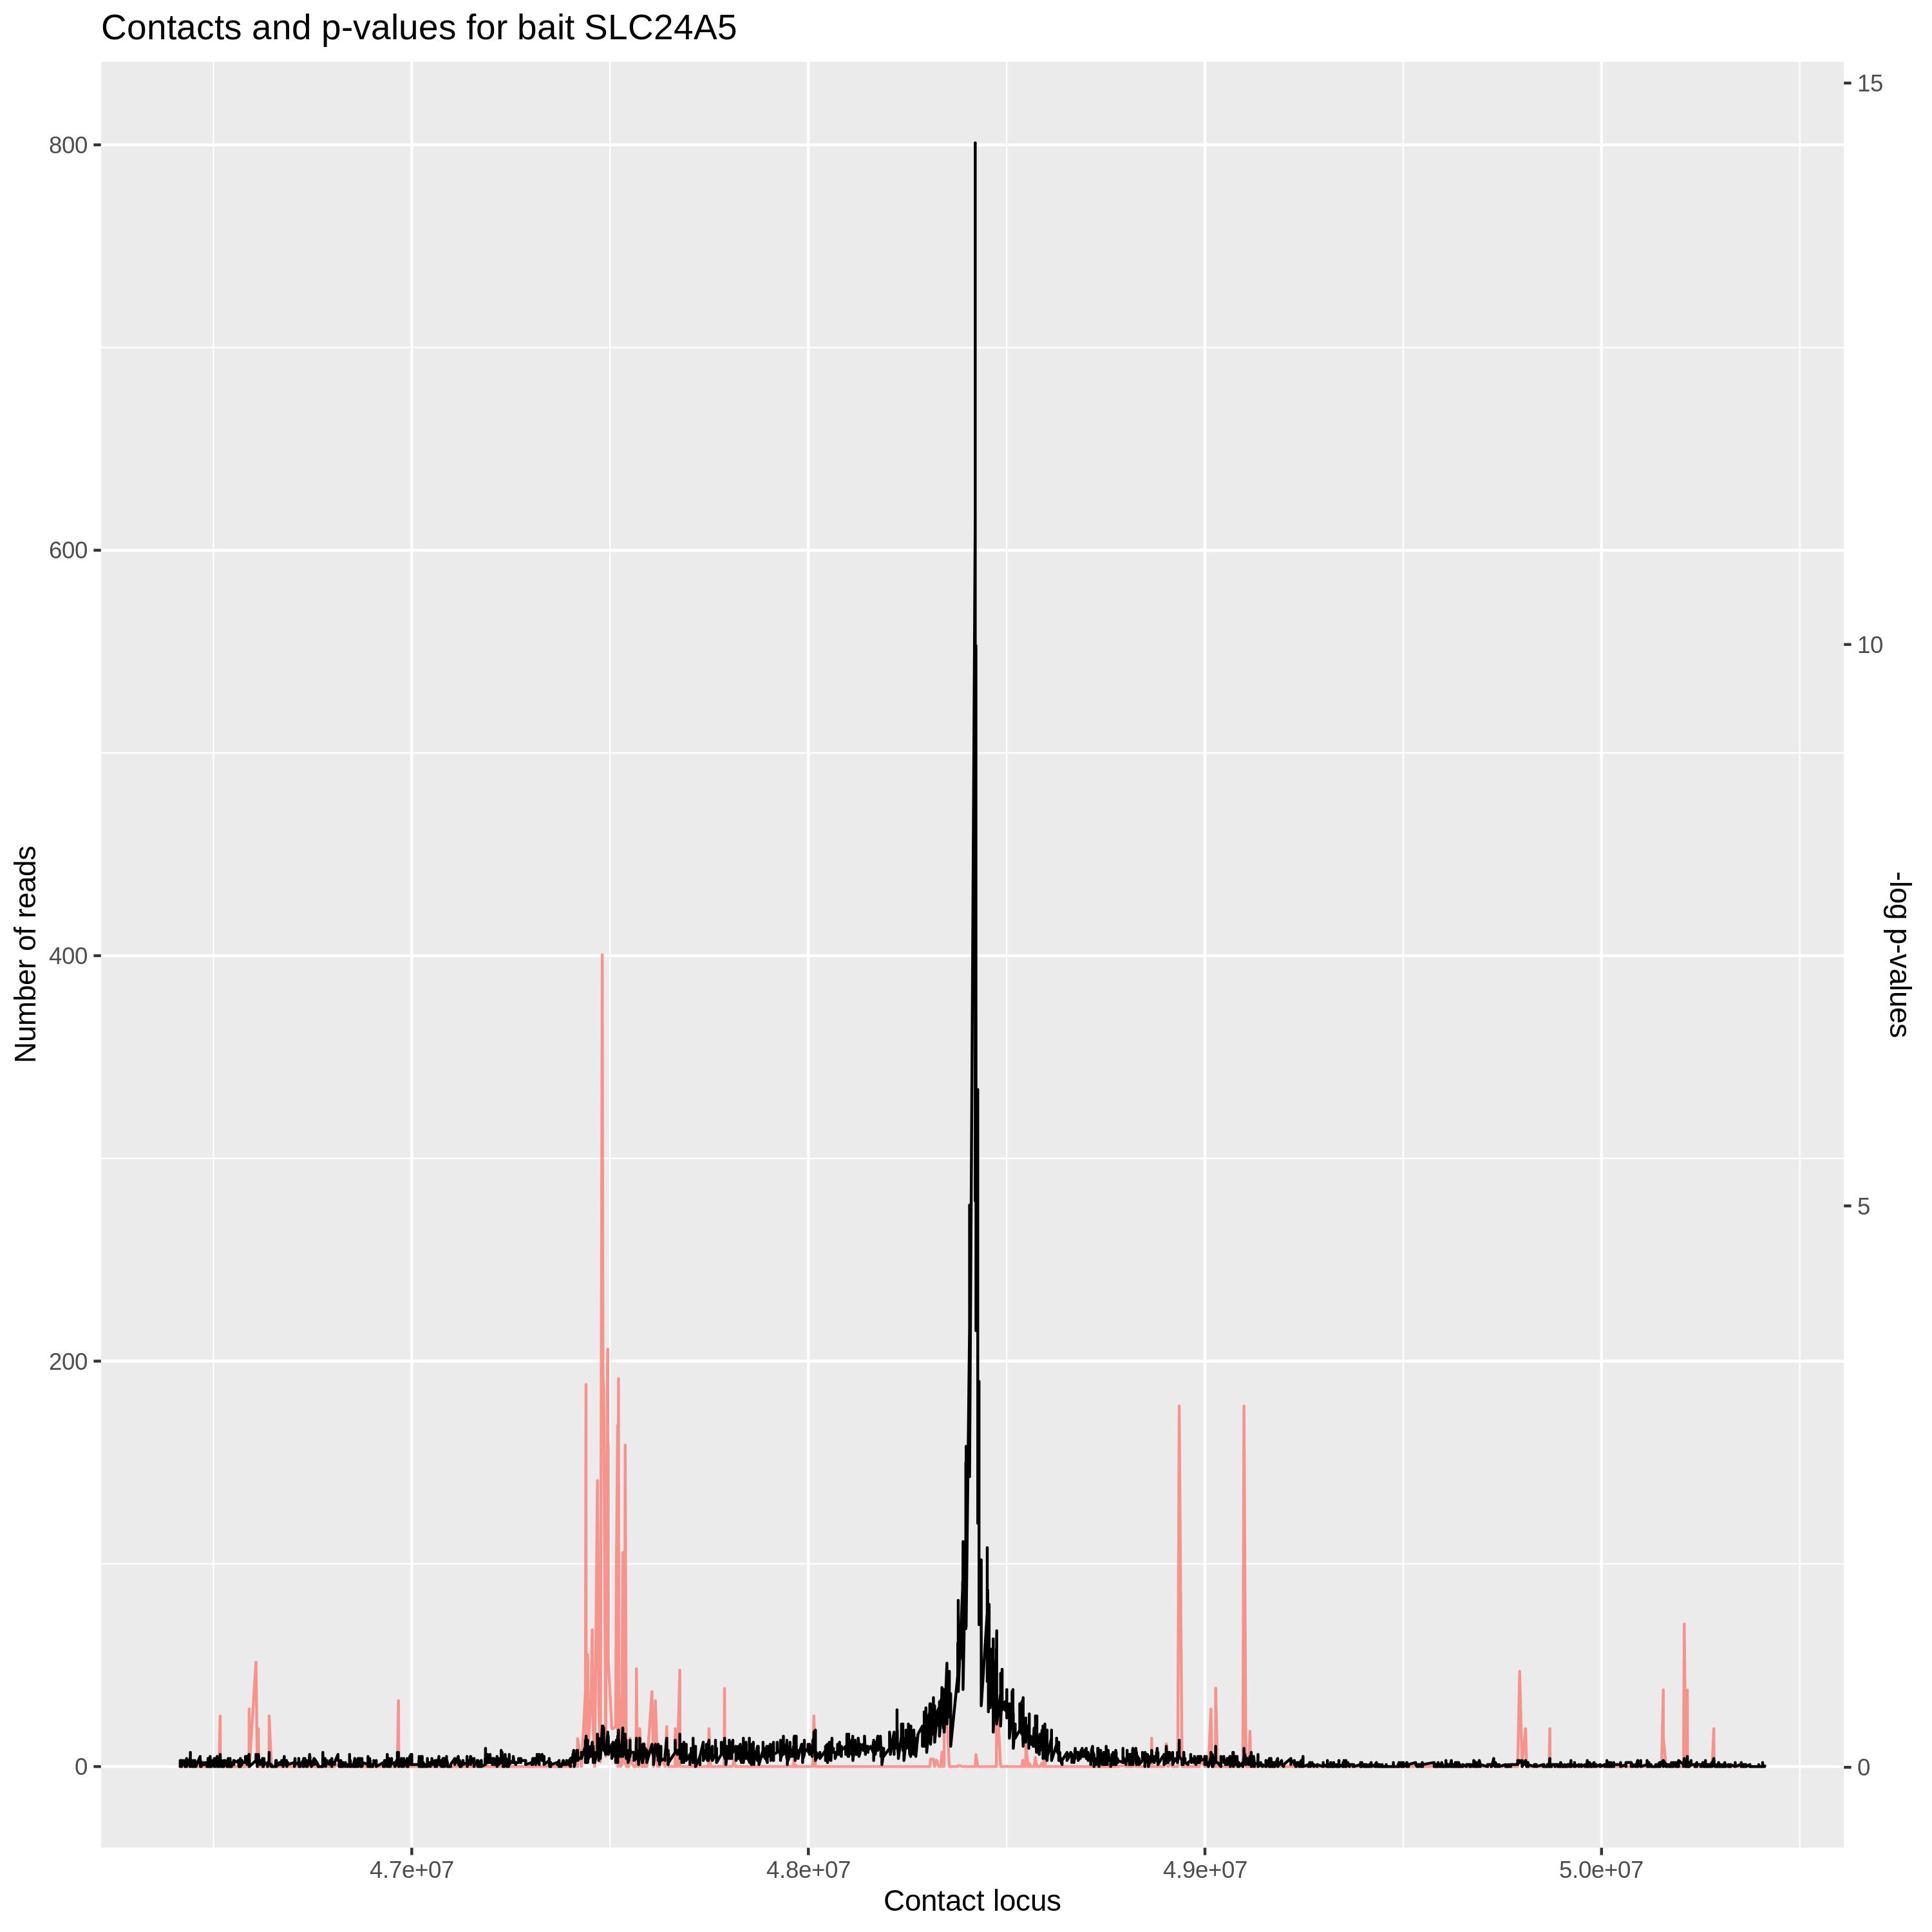 Contacts and p-values for bait SLC24A5
Number of reads
800
600
400
200
0
15
10
5
0
-log p-values
4.7e+07
4.8e+07
4.9e+07
5.0e+07
Contact locus